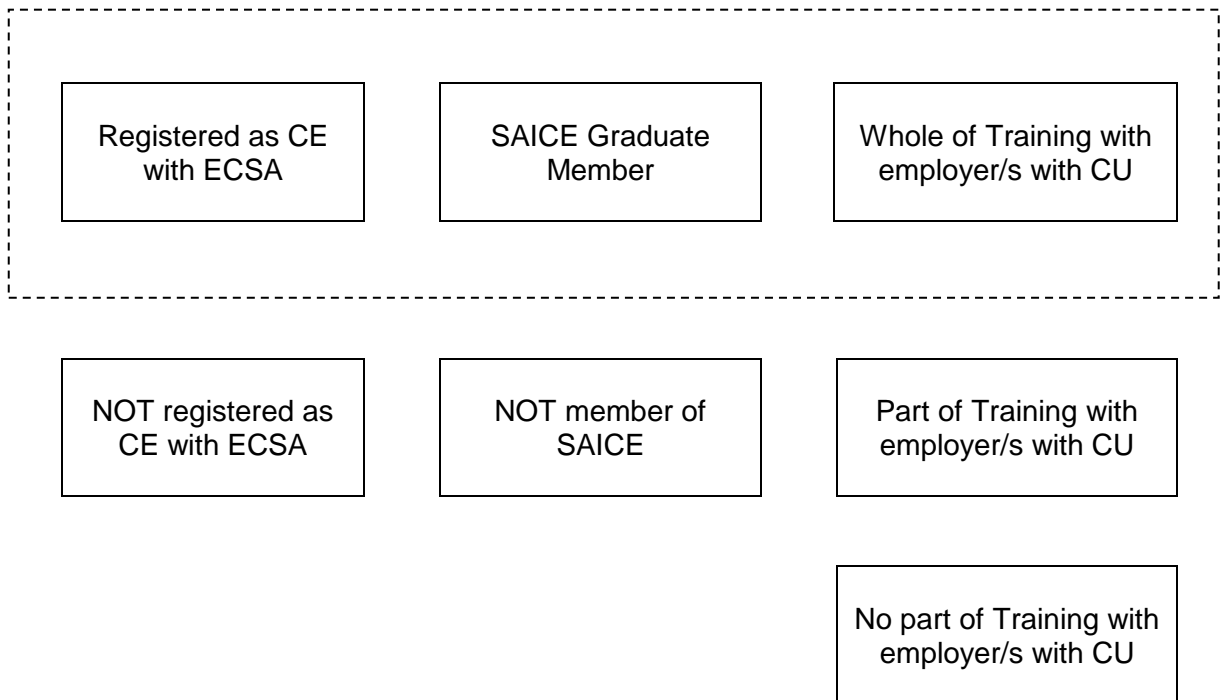 Registered as CE
with ECSA
SAICE Graduate
Member
Whole of Training with
employer/s with CU
NOT registered as
CE with ECSA
NOT member of
SAICE
Part of Training with
employer/s with CU
No part of Training with
employer/s with CU